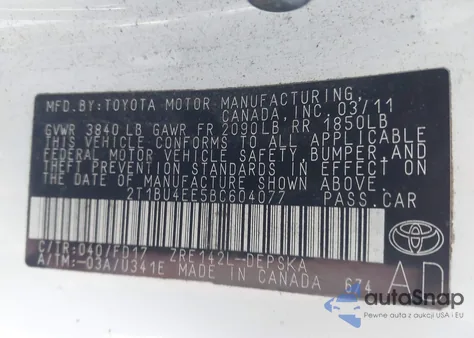 MFD.BY:TOYOTA MOTOR MANUFACTURING,
CANADA, INC 03/11
GVWR 3840LB GAWR FR 2090LB RR 1850LB
THIS VEHICLE CONFORMS TO ALL APPLICABLE
FEDERAL MOTOR VEHICLE SAFETY, BUMPER, AND
THEFT PREVENTION STANDARDS IN EFFECT ON
THE DATE OF MANUFACTURE SHOWN ABOVE.
2T1BU4EE5BC604077 PASS.CAR
C/TR:040/FD17 ZRE142L-DEPSKA
A/TM:-03A/U341E MADE IN CANADA 674
AD
autoSnap
Pewne auta z aukcji USA i EU